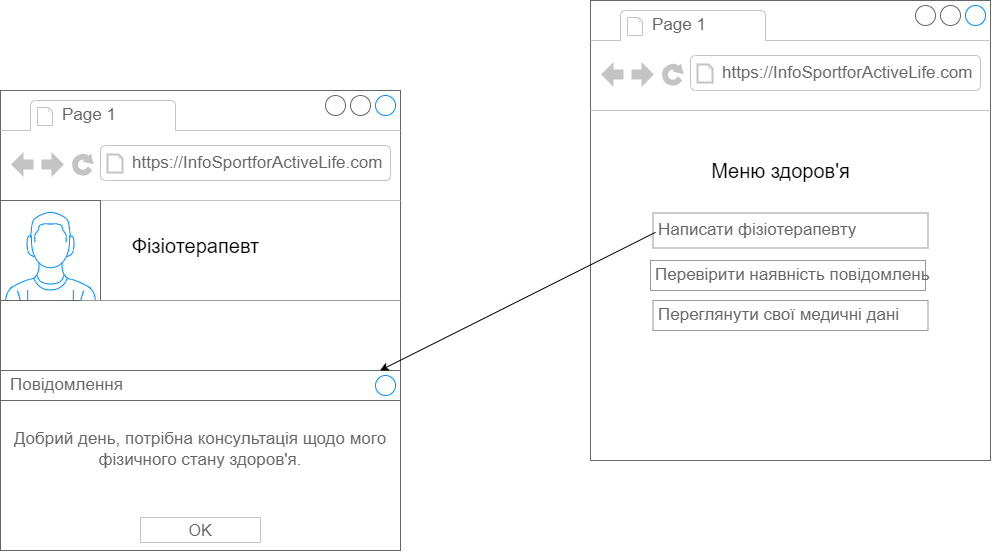 Page 1
https://InfoSportforActiveLife.com
Фізіотерапевт
Повідомлення
Добрий день, потрібна консультація щодо мого
фізичного стану здоров'я.
OK
Page 1
https://InfoSportforActiveLife.com
Меню здоров'я
Написати фізіотерапевту
Перевірити наявність повідомлень
Переглянути свої медичні дані